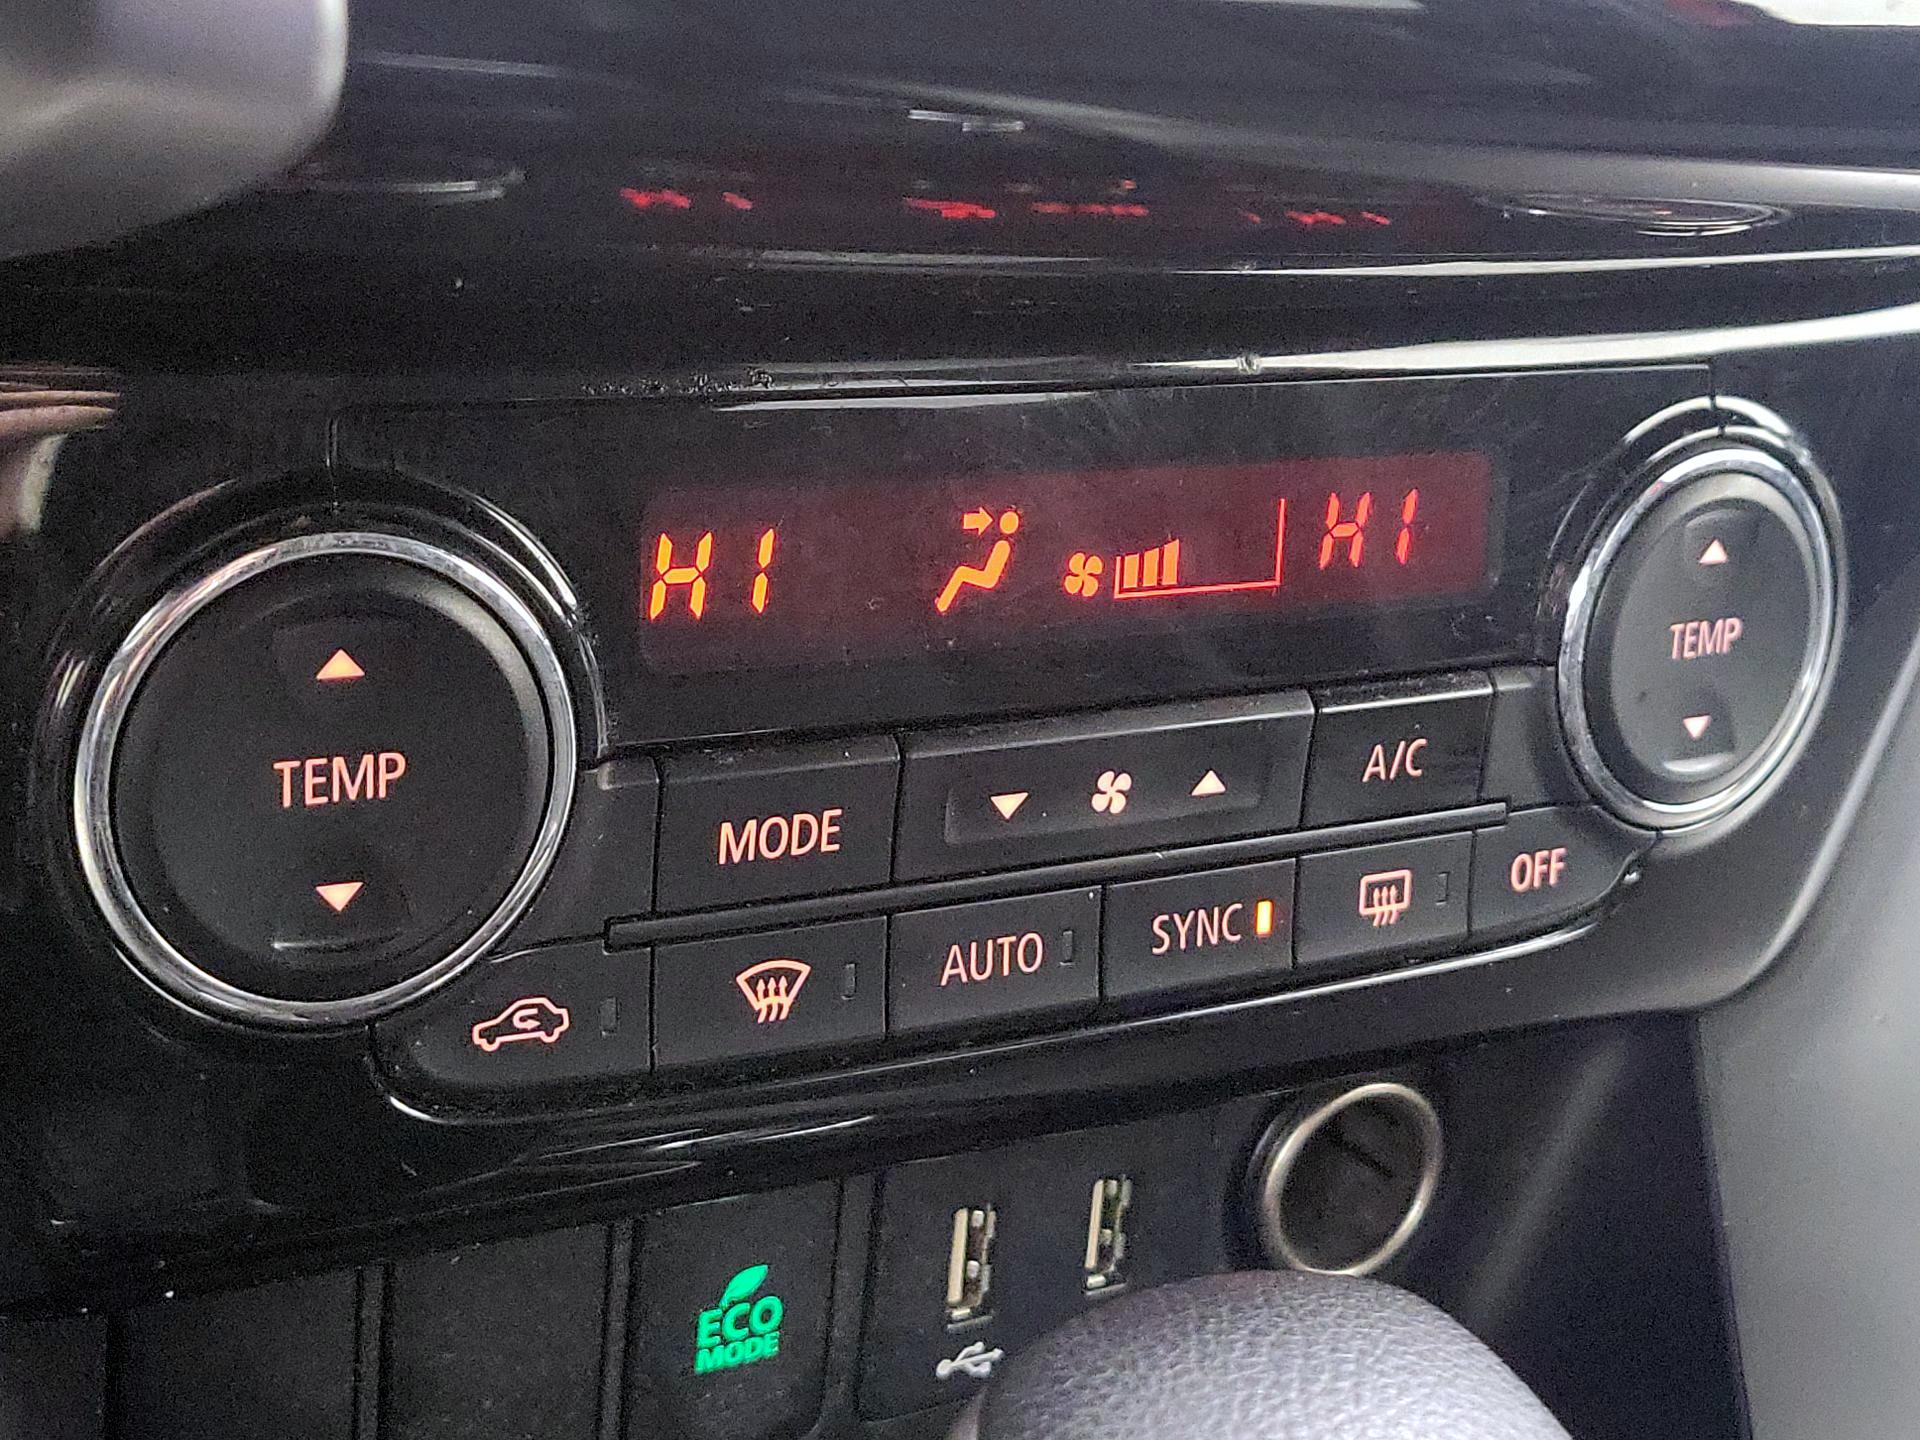 HI HI
TEMP
TEMP
MODE
A/C
AUTO
SYNC
OFF
ECO
MODE